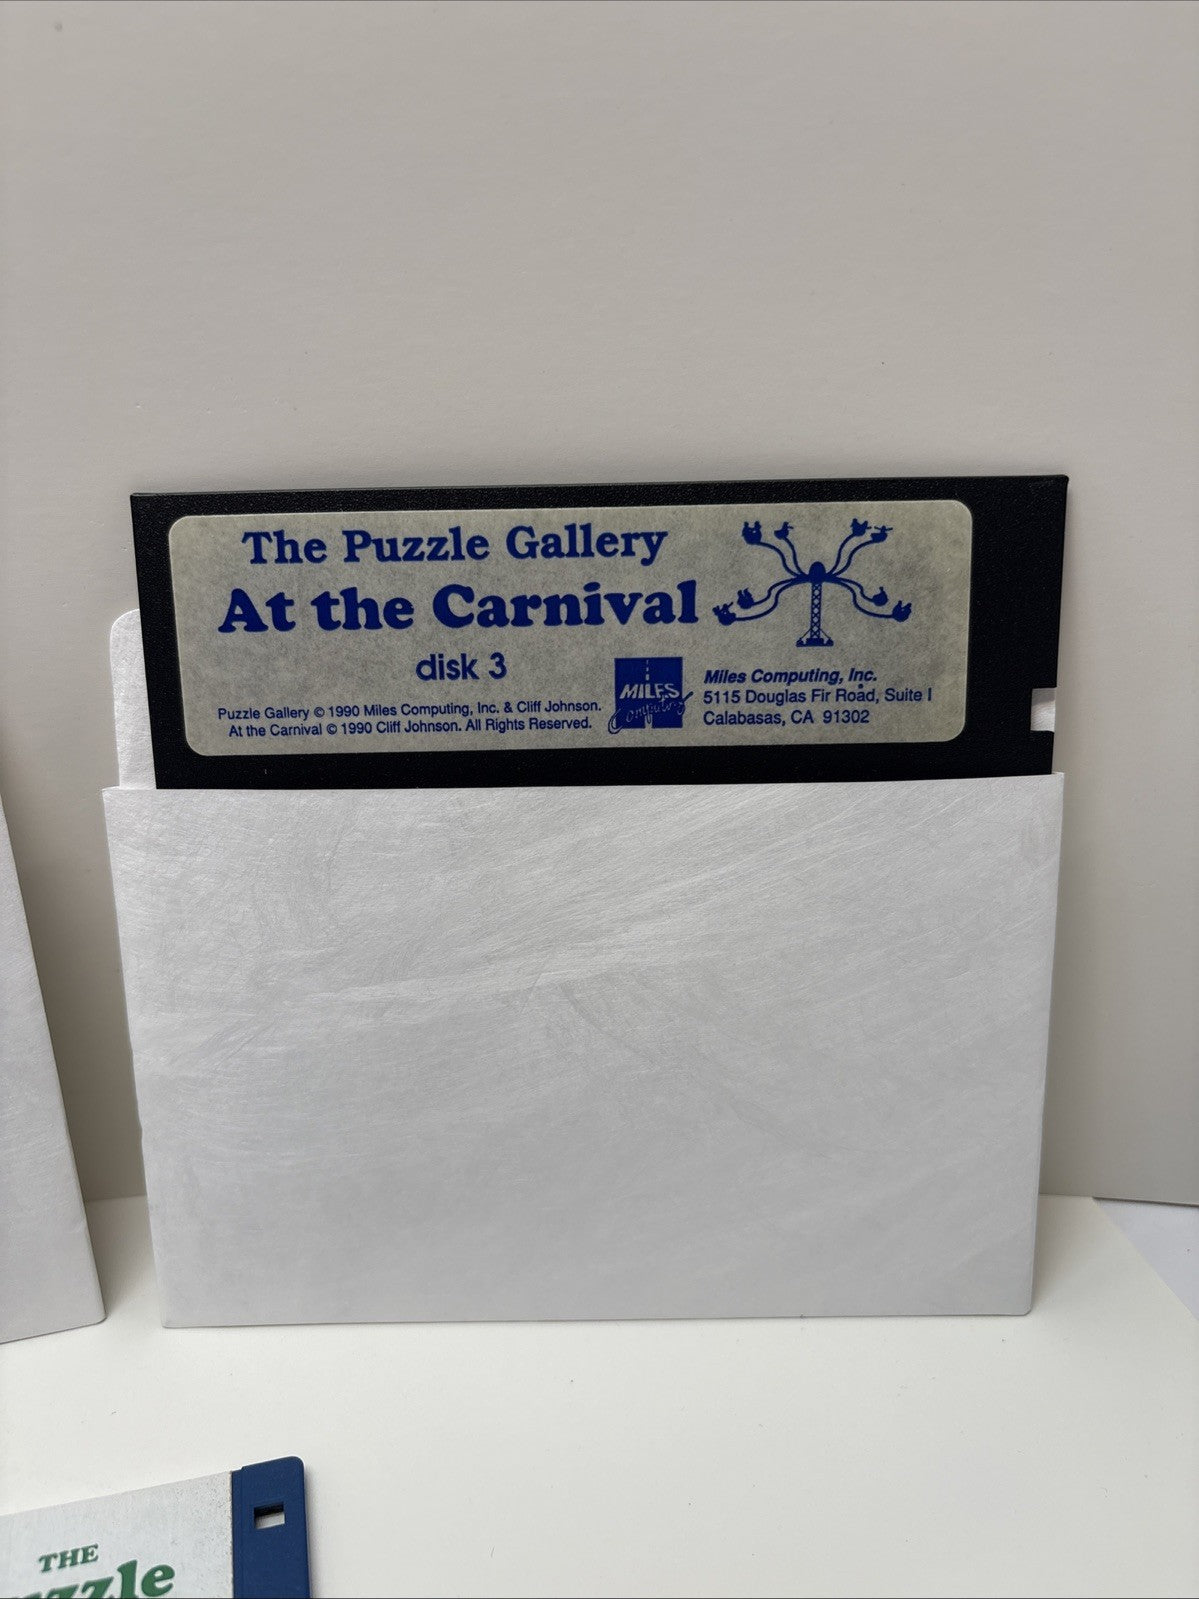 The Puzzle Gallery
At the Carnival
disk 3
Puzzle Gallery © 1990 Miles Computing, Inc. & Cliff Johnson.
At the Carnival © 1990 Cliff Johnson. All Rights Reserved.
MILES
Computing
Miles Computing, Inc.
5115 Douglas Fir Road, Suite I
Calabasas, CA 91302
THE
zzle